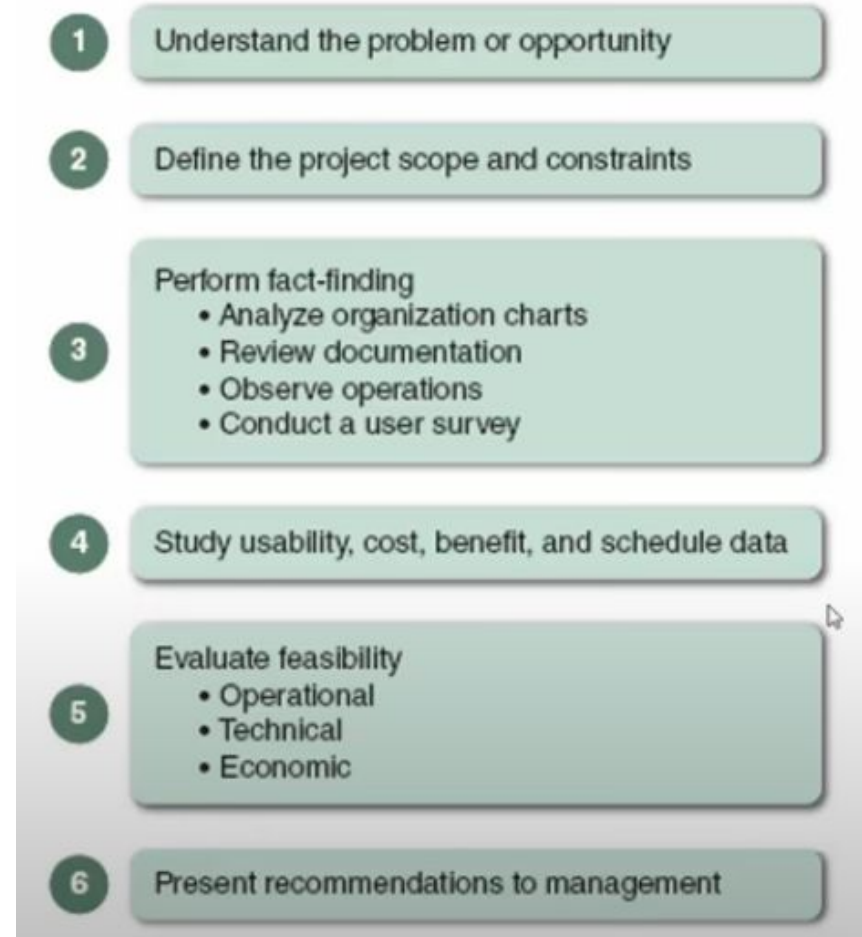 1 Understand the problem or opportunity
2 Define the project scope and constraints
3 Perform fact-finding
• Analyze organization charts
• Review documentation
• Observe operations
• Conduct a user survey
4 Study usability, cost, benefit, and schedule data
5 Evaluate feasibility
• Operational
• Technical
• Economic
6 Present recommendations to management